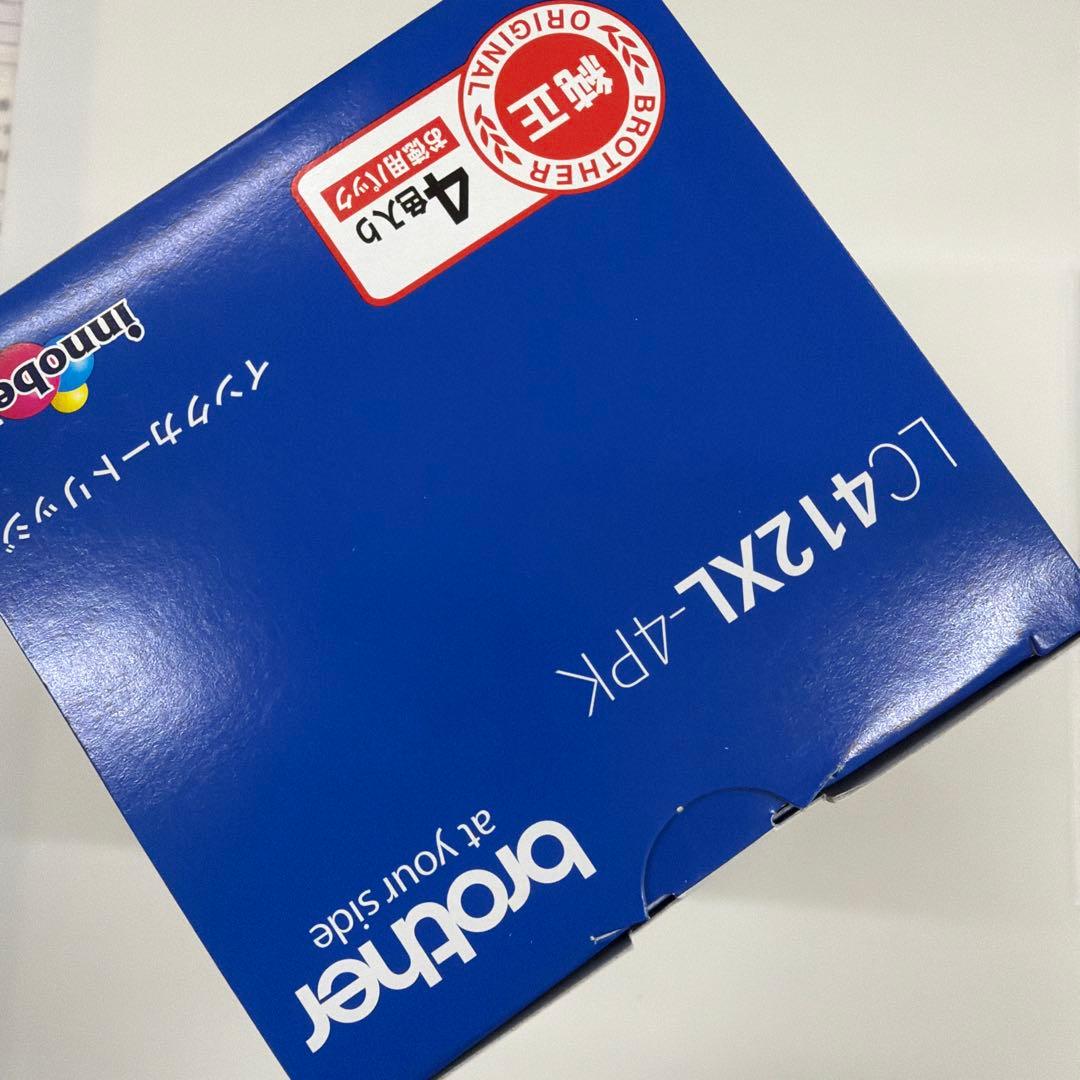 brother
at your side
LC412XL-4PK
インクカートリッジ
innobe
4色入り
お徳用パック
BROTHER ORIGINAL
純正